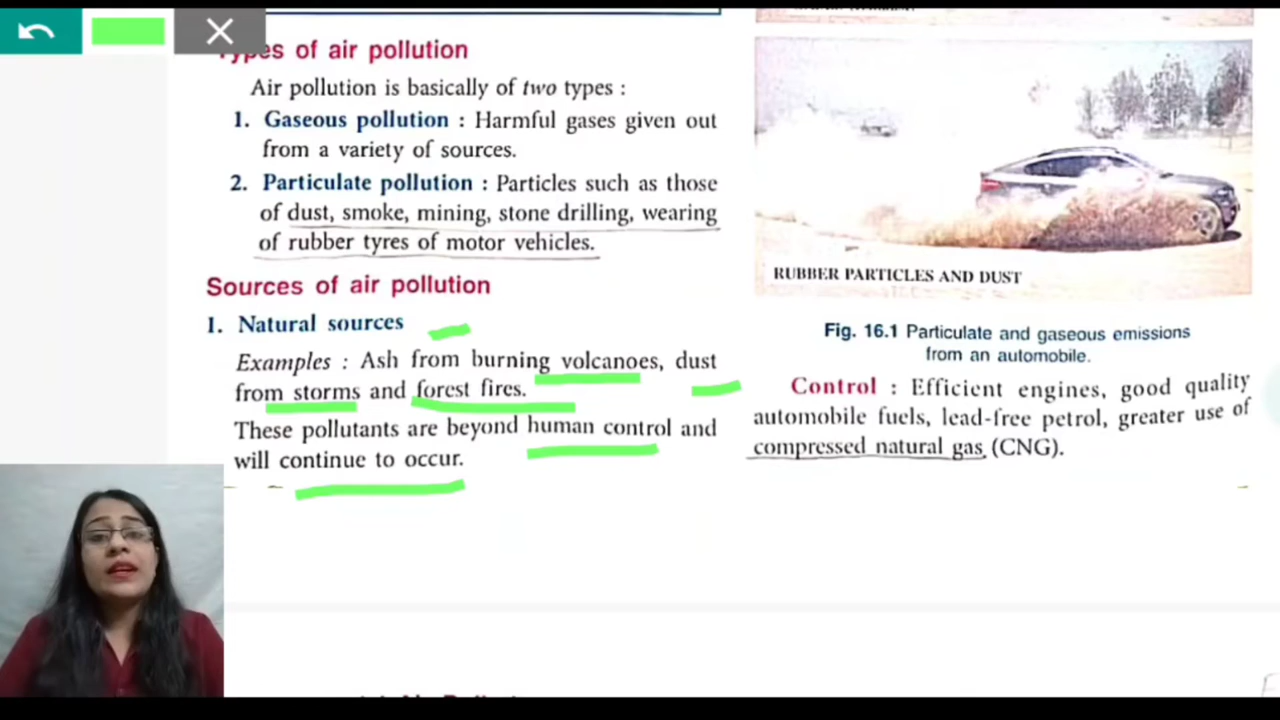 Types of air pollution
Air pollution is basically of two types :
1. Gaseous pollution : Harmful gases given out
from a variety of sources.
2. Particulate pollution : Particles such as those
of dust, smoke, mining, stone drilling, wearing
of rubber tyres of motor vehicles.
Sources of air pollution
1. Natural sources
Examples : Ash from burning volcanoes, dust
from storms and forest fires.
These pollutants are beyond human control and
will continue to occur.
RUBBER PARTICLES AND DUST
Fig. 16.1 Particulate and gaseous emissions
from an automobile.
Control : Efficient engines, good quality
automobile fuels, lead-free petrol, greater use of
compressed natural gas (CNG).